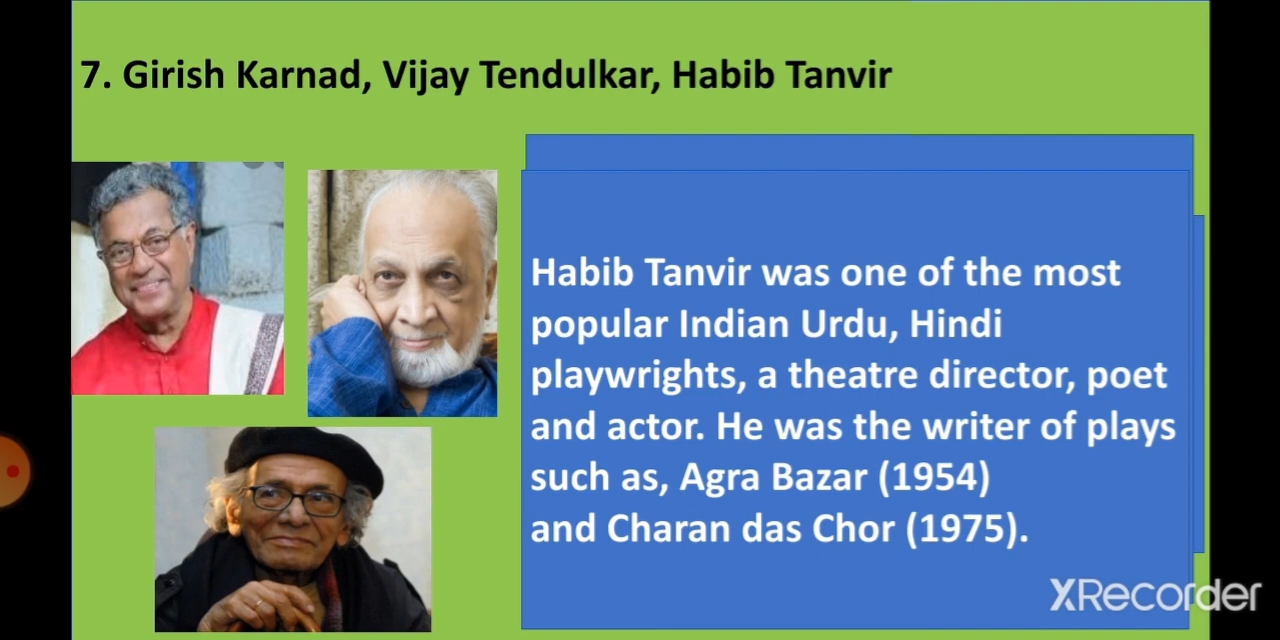 7. Girish Karnad, Vijay Tendulkar, Habib Tanvir
Habib Tanvir was one of the most
popular Indian Urdu, Hindi
playwrights, a theatre director, poet
and actor. He was the writer of plays
such as, Agra Bazar (1954)
and Charan das Chor (1975).
XRecorder